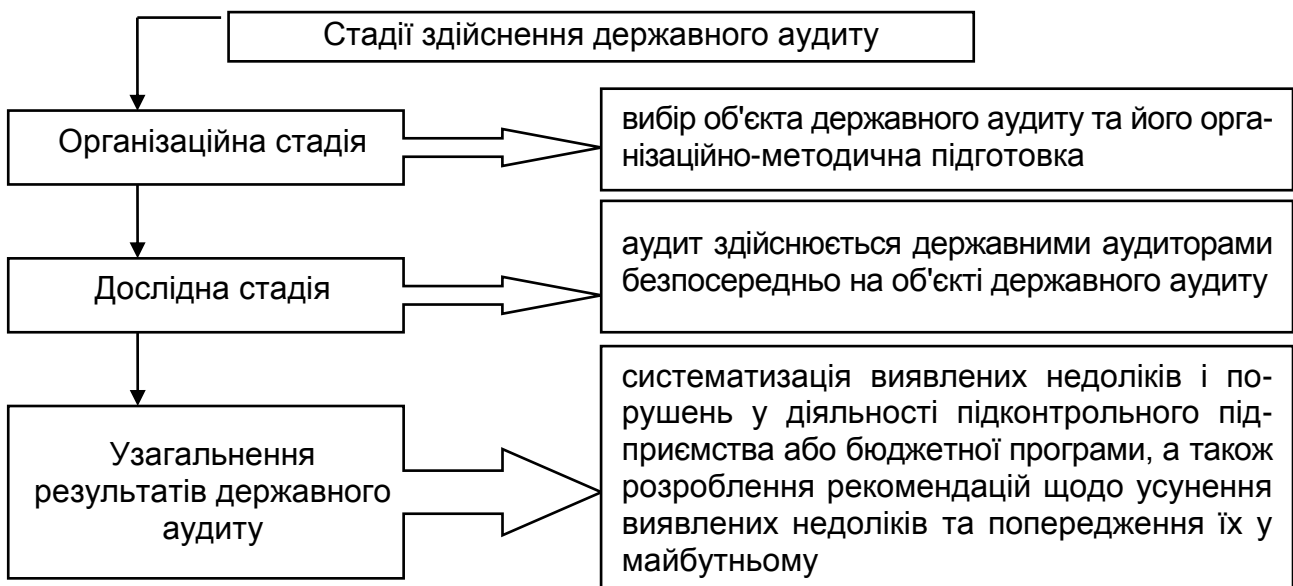 Стадії здійснення державного аудиту
Організаційна стадія
вибір об'єкта державного аудиту та його орга-
нізаційно-методична підготовка
Дослідна стадія
аудит здійснюється державними аудиторами
безпосередньо на об'єкті державного аудиту
Узагальнення
результатів державного
аудиту
систематизація виявлених недоліків і по-
рушень у діяльності підконтрольного під-
приємства або бюджетної програми, а також
розроблення рекомендацій щодо усунення
виявлених недоліків та попередження їх у
майбутньому